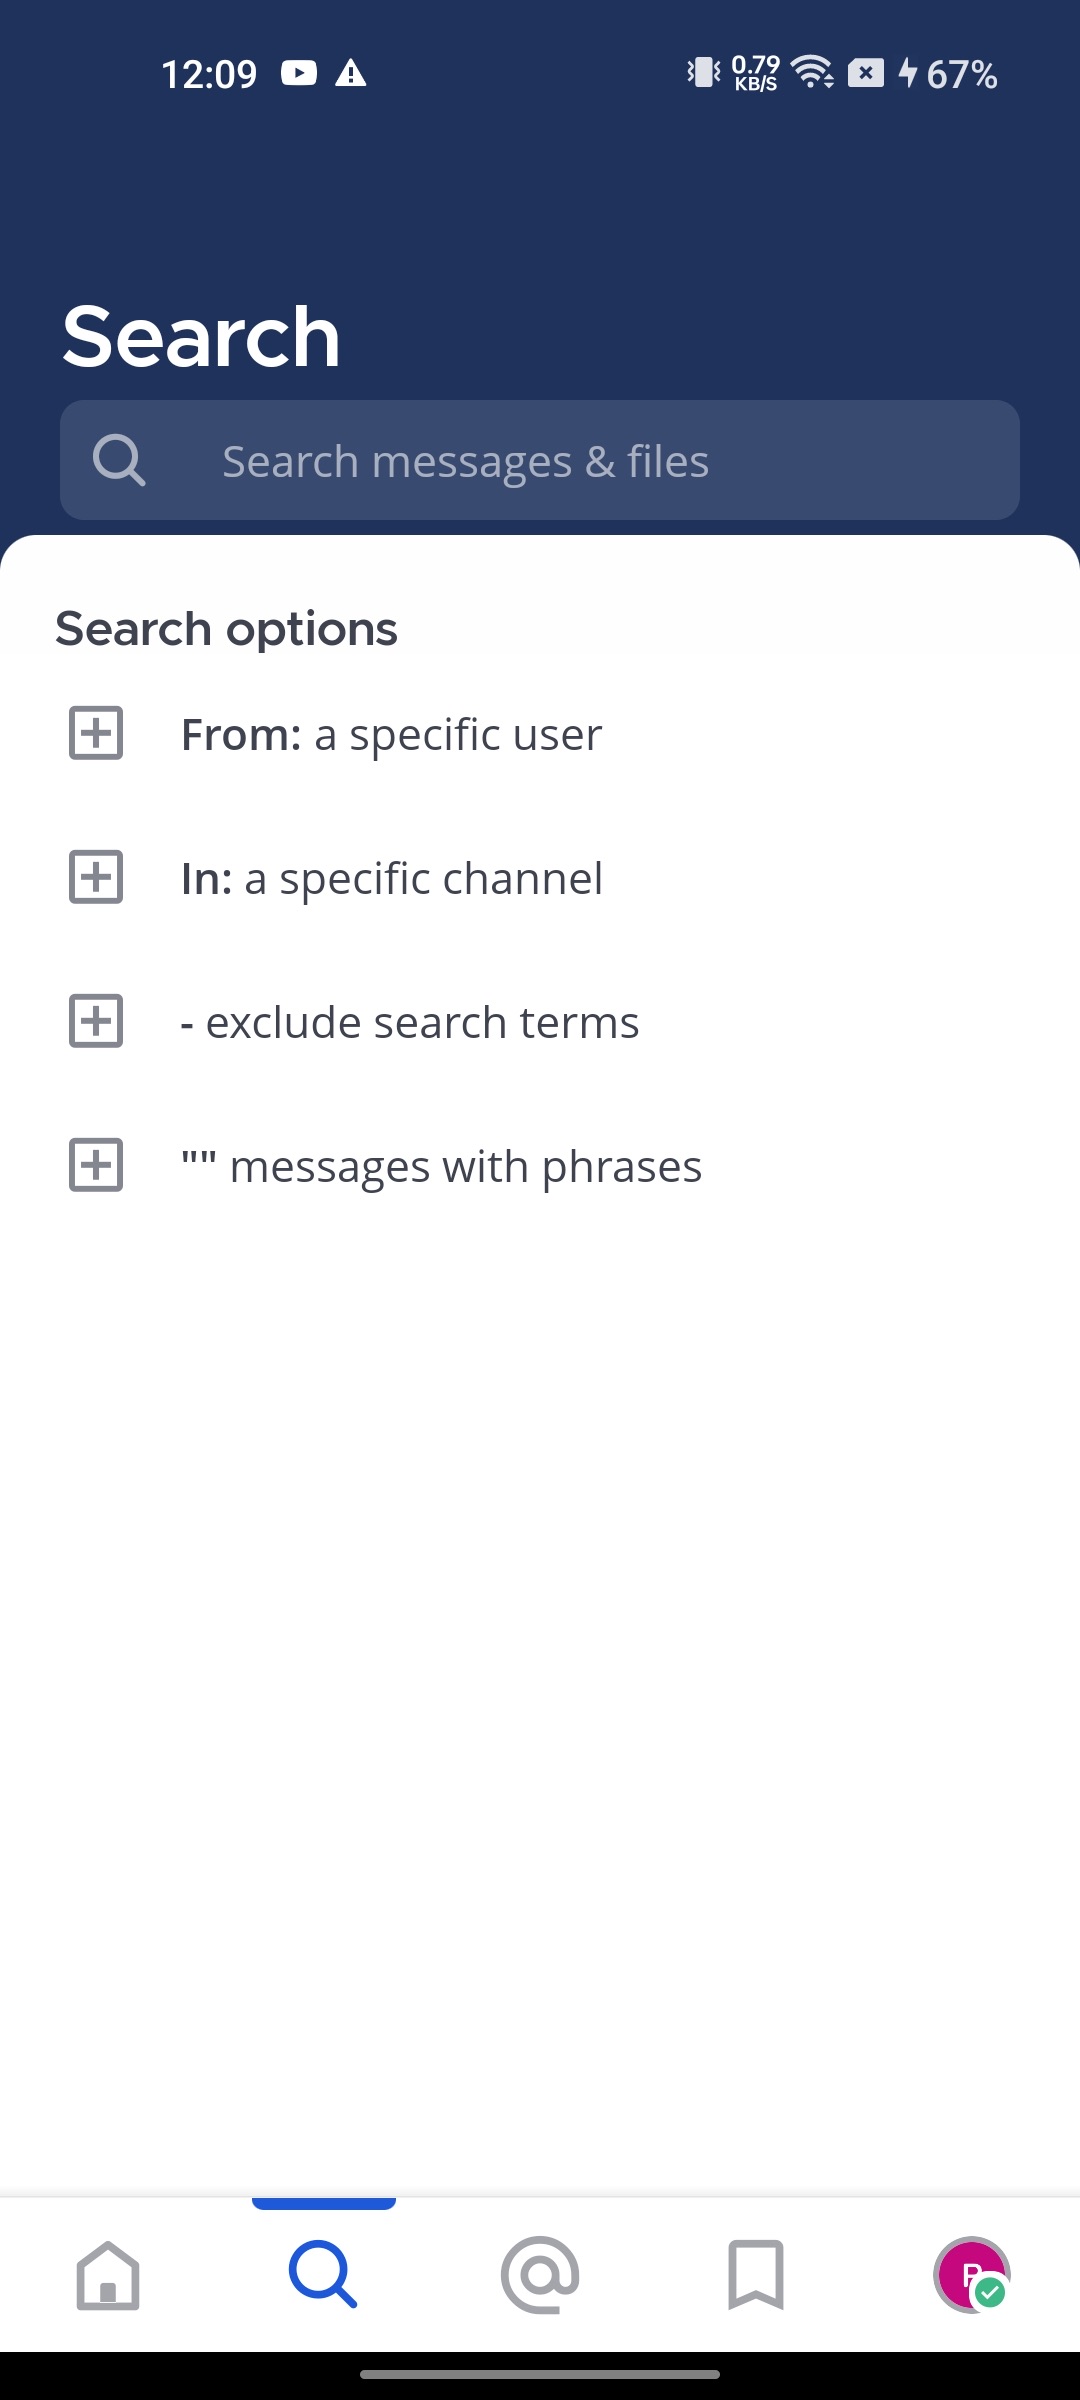 12:09 0.79 KB/S 67%
Search
Search messages & files
Search options
From: a specific user
In: a specific channel
- exclude search terms
"" messages with phrases